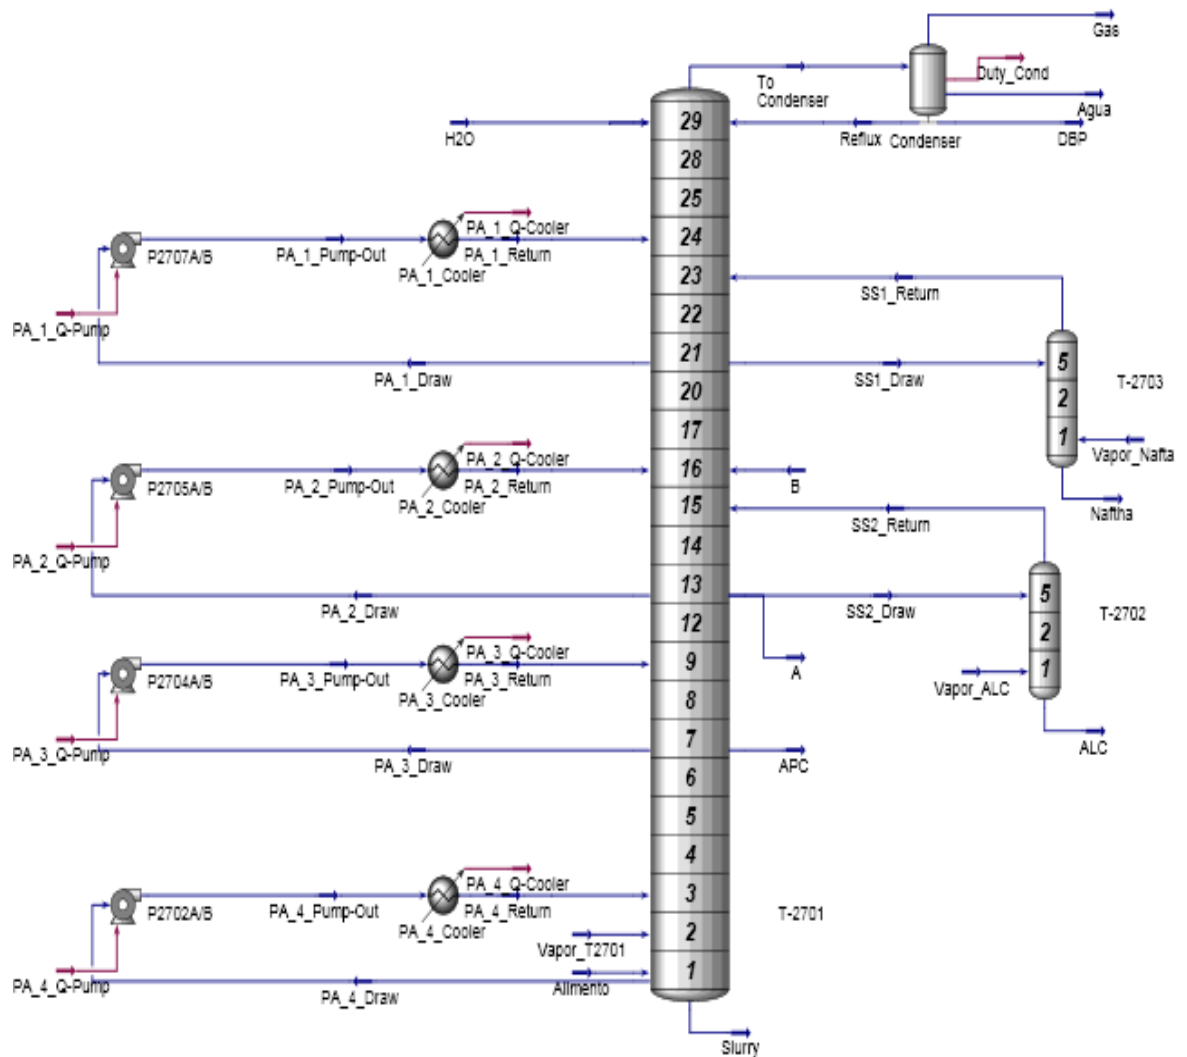 Gas
To
Condenser
Duty_Cond
Agua
H2O
29
Reflux
Condenser
DBP
28
25
PA_1_Q-Cooler
24
P2707A/B
PA_1_Pump-Out
PA_1_Return
PA_1_Cooler
23
SS1_Return
22
PA_1_Q-Pump
21
5
T-2703
PA_1_Draw
SS1_Draw
20
2
17
1
PA_2_Q-Cooler
Vapor_Nafta
16
P2705A/B
PA_2_Pump-Out
PA_2_Return
B
PA_2_Cooler
15
Naftha
SS2_Return
14
PA_2_Q-Pump
13
5
PA_2_Draw
SS2_Draw
T-2702
12
2
PA_3_Q-Cooler
9
1
P2704A/B
PA_3_Pump-Out
PA_3_Return
A
Vapor_ALC
PA_3_Cooler
8
7
PA_3_Q-Pump
ALC
PA_3_Draw
APC
6
5
4
PA_4_Q-Cooler
3
P2702A/B
PA_4_Pump-Out
PA_4_Return
T-2701
PA_4_Cooler
2
Vapor_T2701
1
PA_4_Q-Pump
Alimento
PA_4_Draw
Slurry